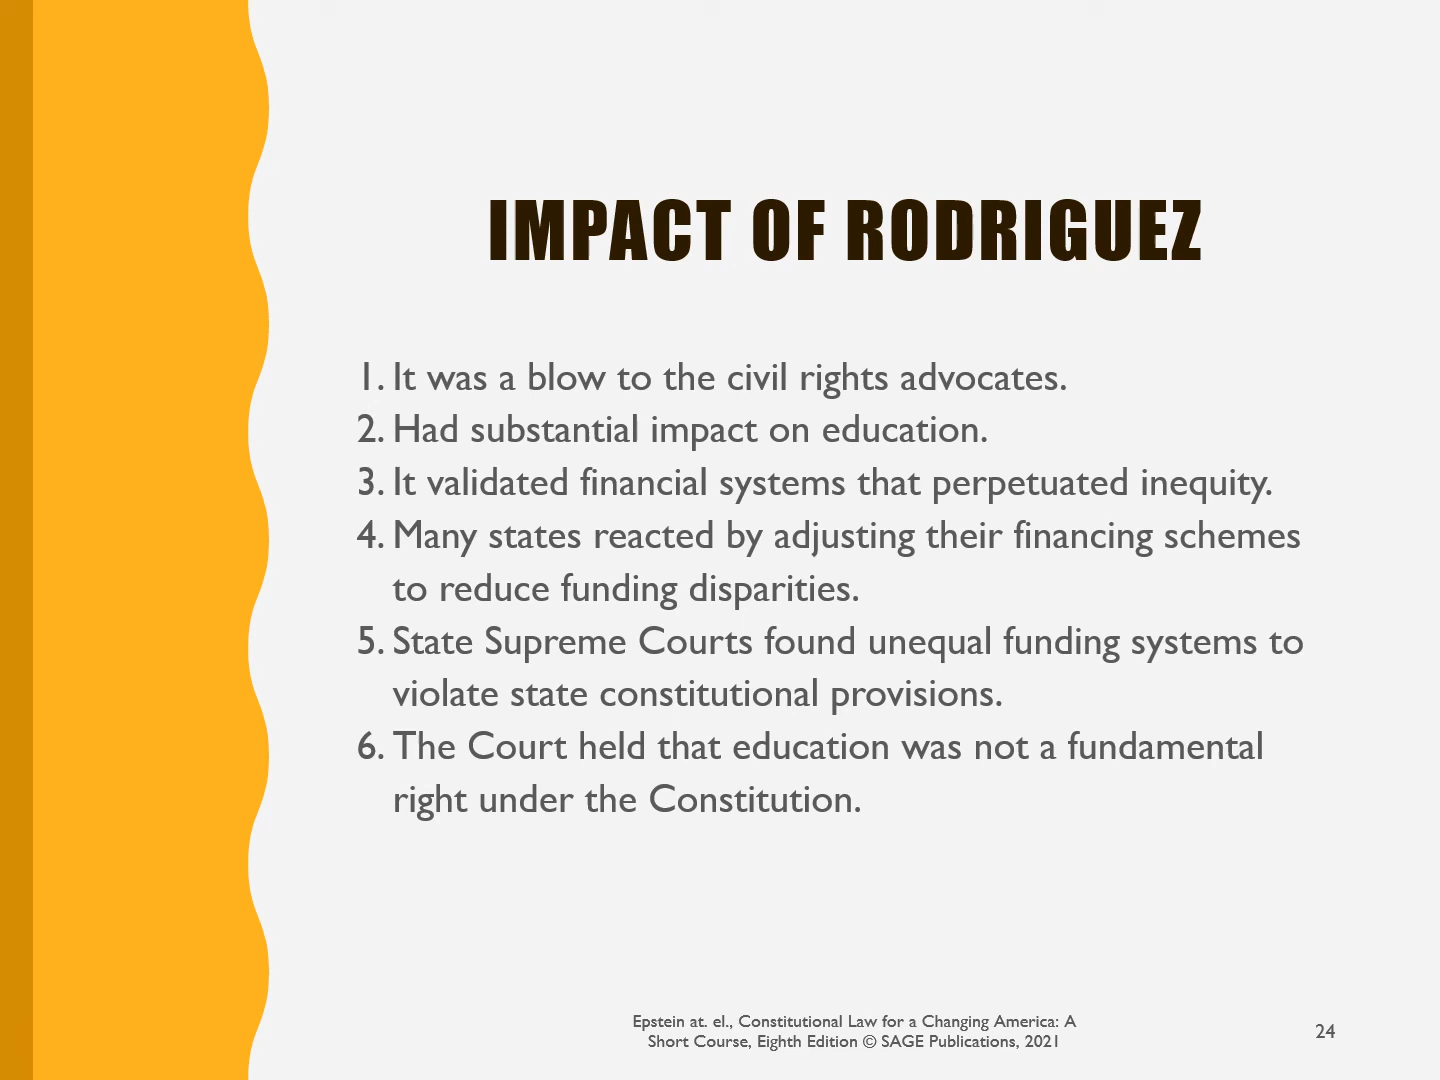 IMPACT OF RODRIGUEZ
1. It was a blow to the civil rights advocates.
2. Had substantial impact on education.
3. It validated financial systems that perpetuated inequity.
4. Many states reacted by adjusting their financing schemes
to reduce funding disparities.
5. State Supreme Courts found unequal funding systems to
violate state constitutional provisions.
6. The Court held that education was not a fundamental
right under the Constitution.
Epstein at. el., Constitutional Law for a Changing America: A
Short Course, Eighth Edition © SAGE Publications, 2021
24